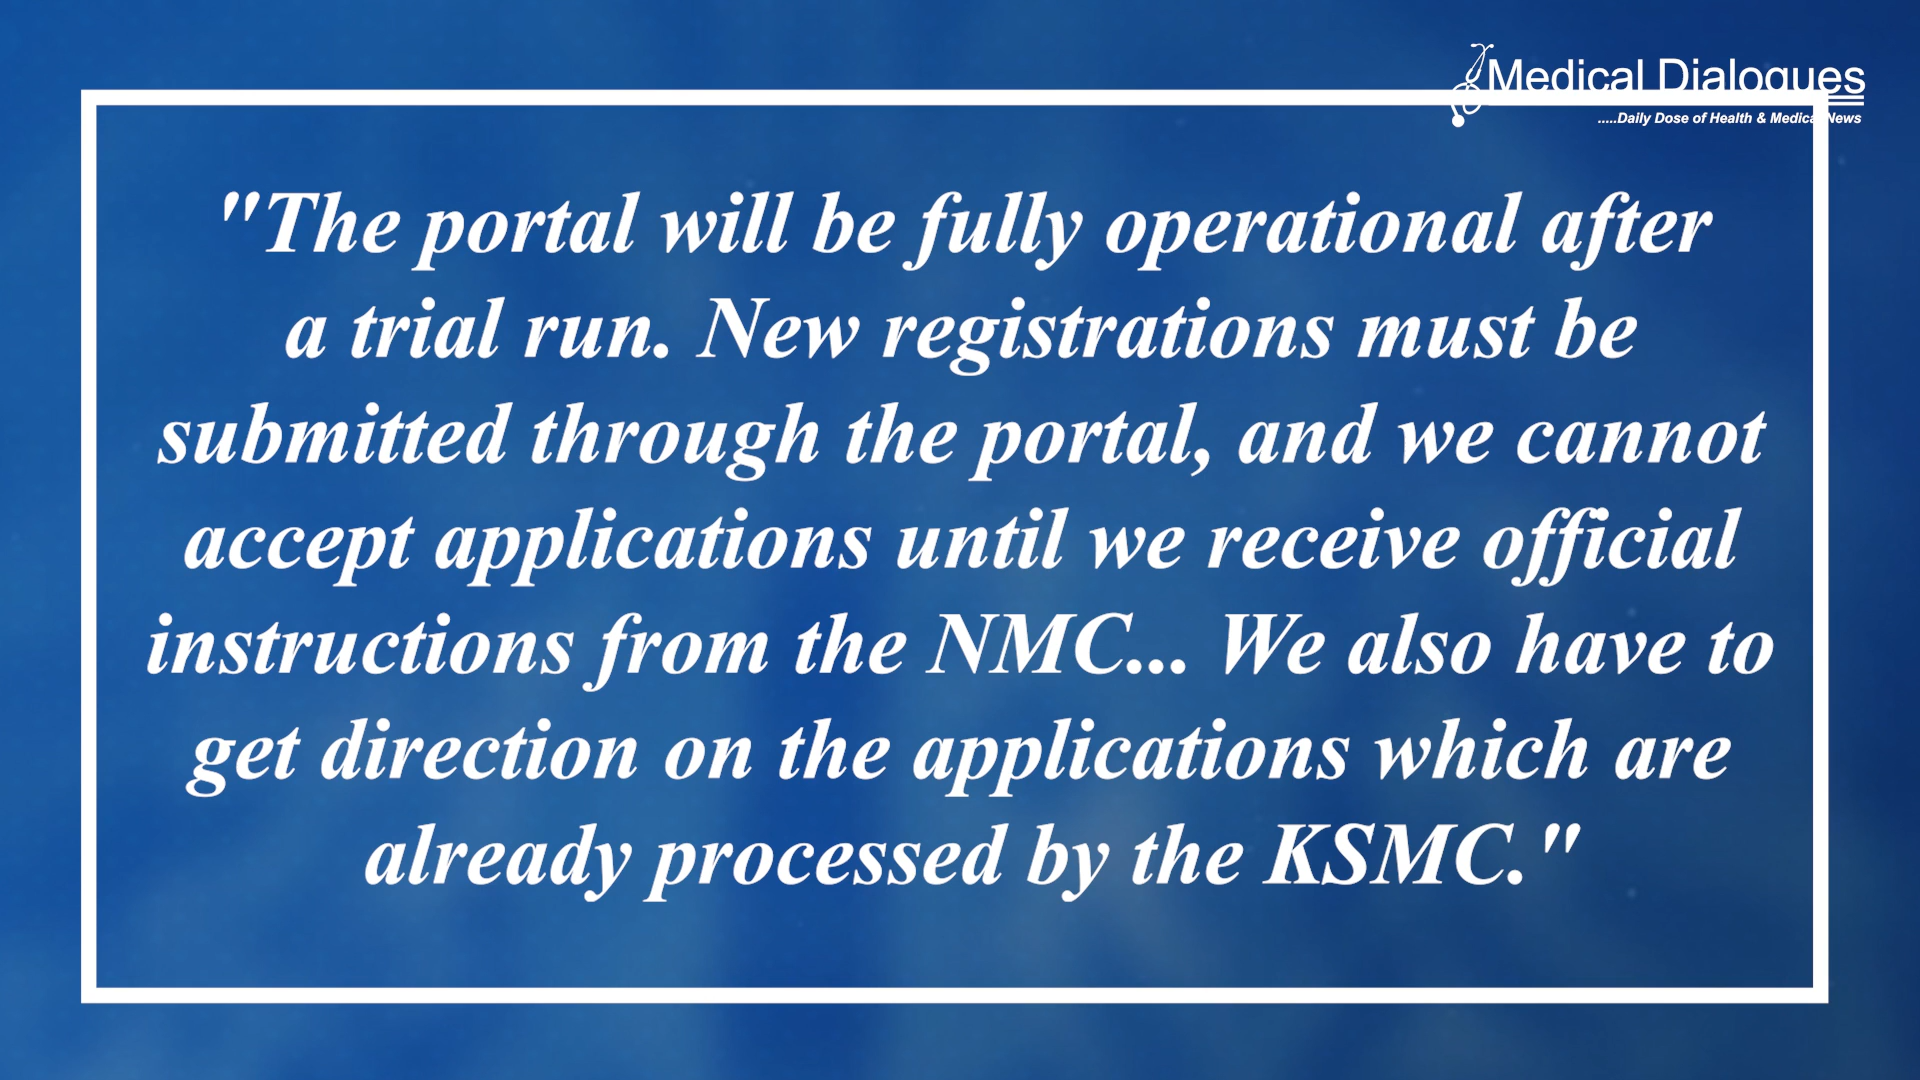 Medical Dialogues
.....Daily Dose of Health & Medical News
"The portal will be fully operational after
a trial run. New registrations must be
submitted through the portal, and we cannot
accept applications until we receive official
instructions from the NMC... We also have to
get direction on the applications which are
already processed by the KSMC."